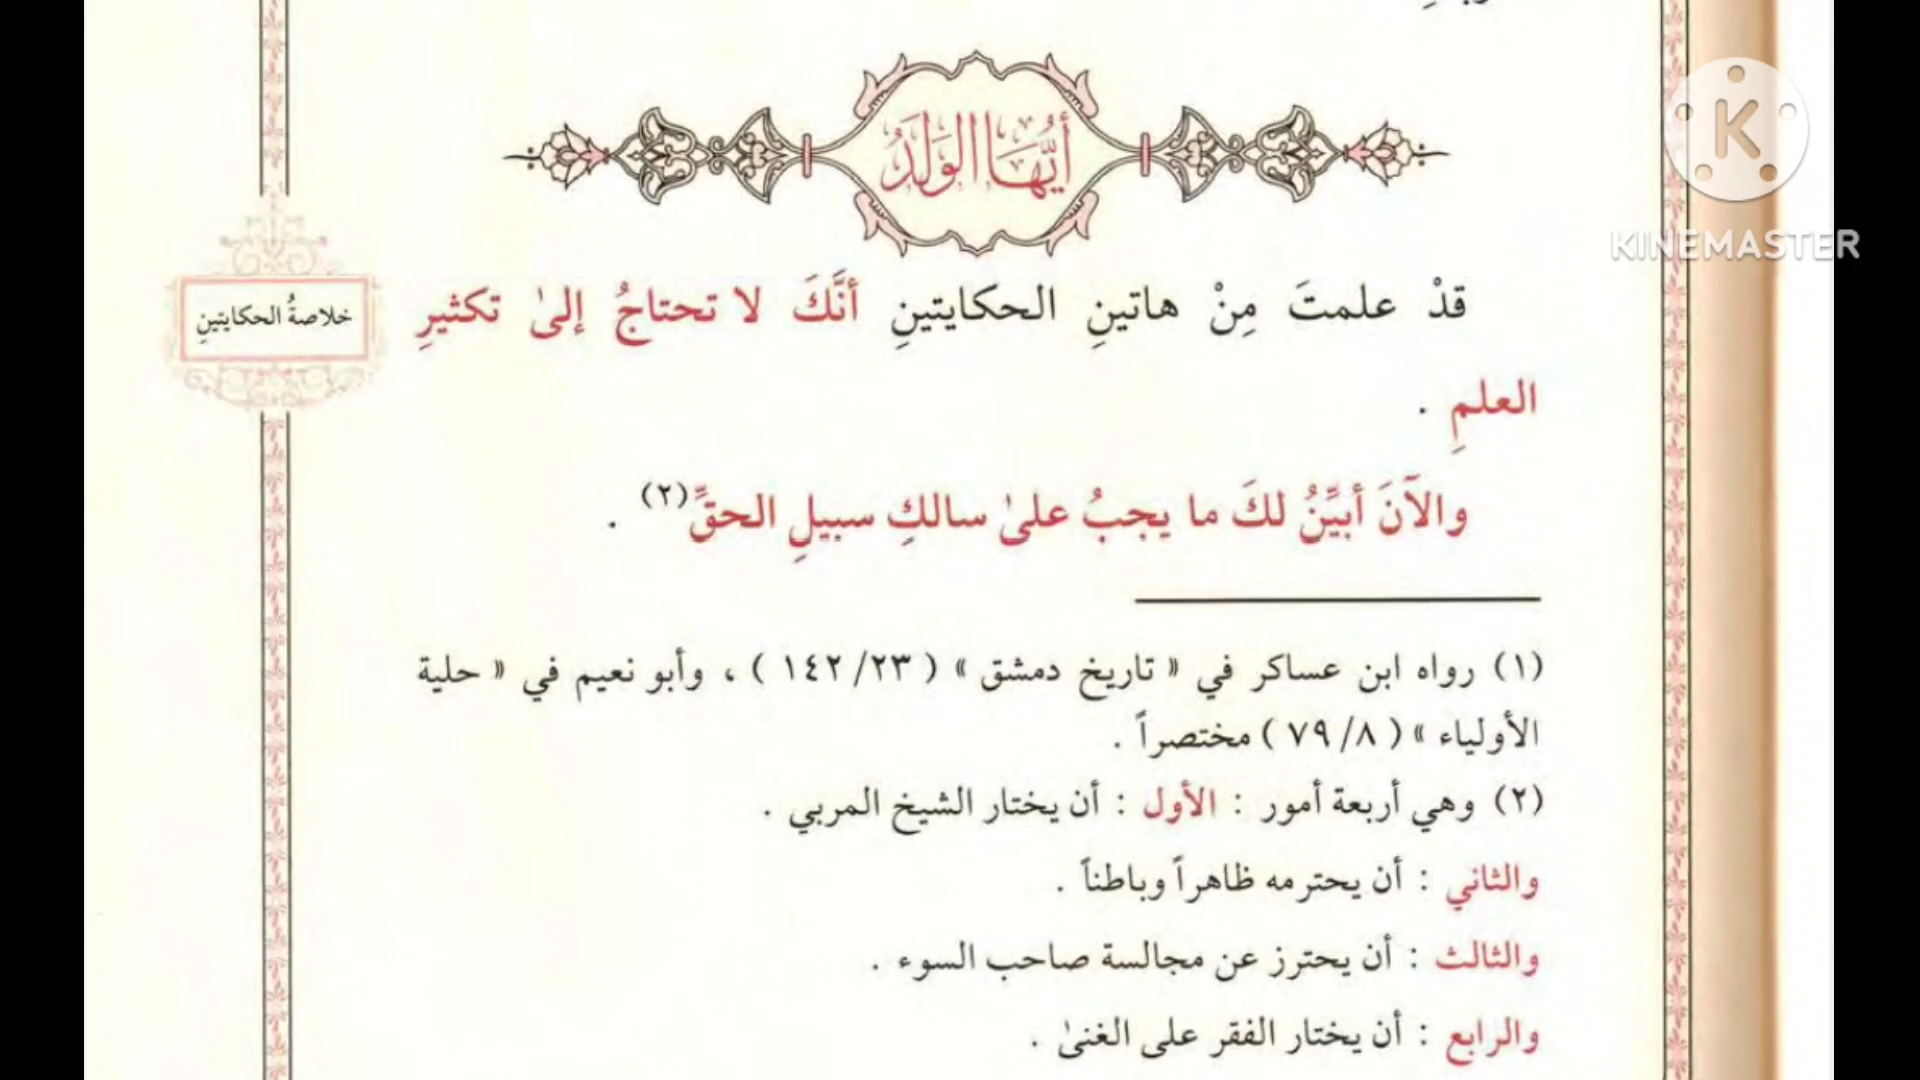 أيُّهَا الوَلَدُ
قدْ علمتَ مِنْ هاتينِ الحكايتينِ أنَّكَ لا تحتاجُ إلىٰ تكثيرِ
خلاصةُ الحكايتينِ
العلمِ .
والآنَ أبيِّنُ لكَ ما يجبُ علىٰ سالكِ سبيلِ الحقِّ(٢) .
(١) رواه ابن عساكر في « تاريخ دمشق » ( ١٤٢/٢٣ ) ، وأبو نعيم في « حلية
الأولياء » ( ٧٩/٨ ) مختصراً .
(٢) وهي أربعة أمور : الأول : أن يختار الشيخ المربي .
والثاني : أن يحترمه ظاهراً وباطناً .
والثالث : أن يحترز عن مجالسة صاحب السوء .
والرابع : أن يختار الفقر على الغنىٰ .
K
KINEMASTER